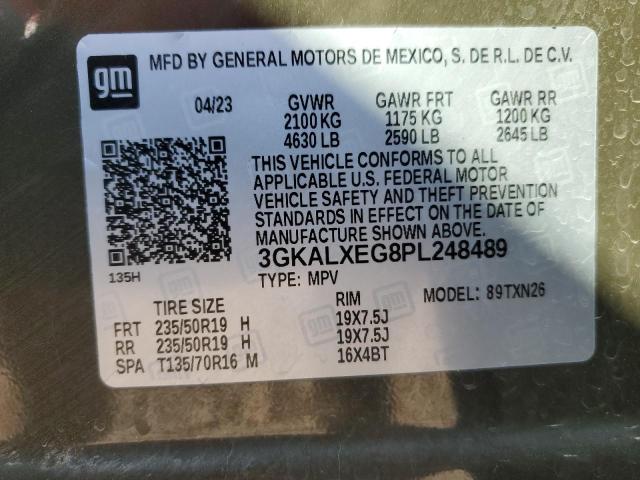 gm
MFD BY GENERAL MOTORS DE MEXICO, S. DE R.L. DE C.V.
04/23 GVWR GAWR FRT GAWR RR
2100 KG 1175 KG 1200 KG
4630 LB 2590 LB 2645 LB
THIS VEHICLE CONFORMS TO ALL
APPLICABLE U.S. FEDERAL MOTOR
VEHICLE SAFETY AND THEFT PREVENTION
STANDARDS IN EFFECT ON THE DATE OF
MANUFACTURE SHOWN ABOVE.
3GKALXEG8PL248489
135H
TYPE: MPV
MODEL: 89TXN26
TIRE SIZE RIM
FRT 235/50R19 H 19X7.5J
RR 235/50R19 H 19X7.5J
SPA T135/70R16 M 16X4BT